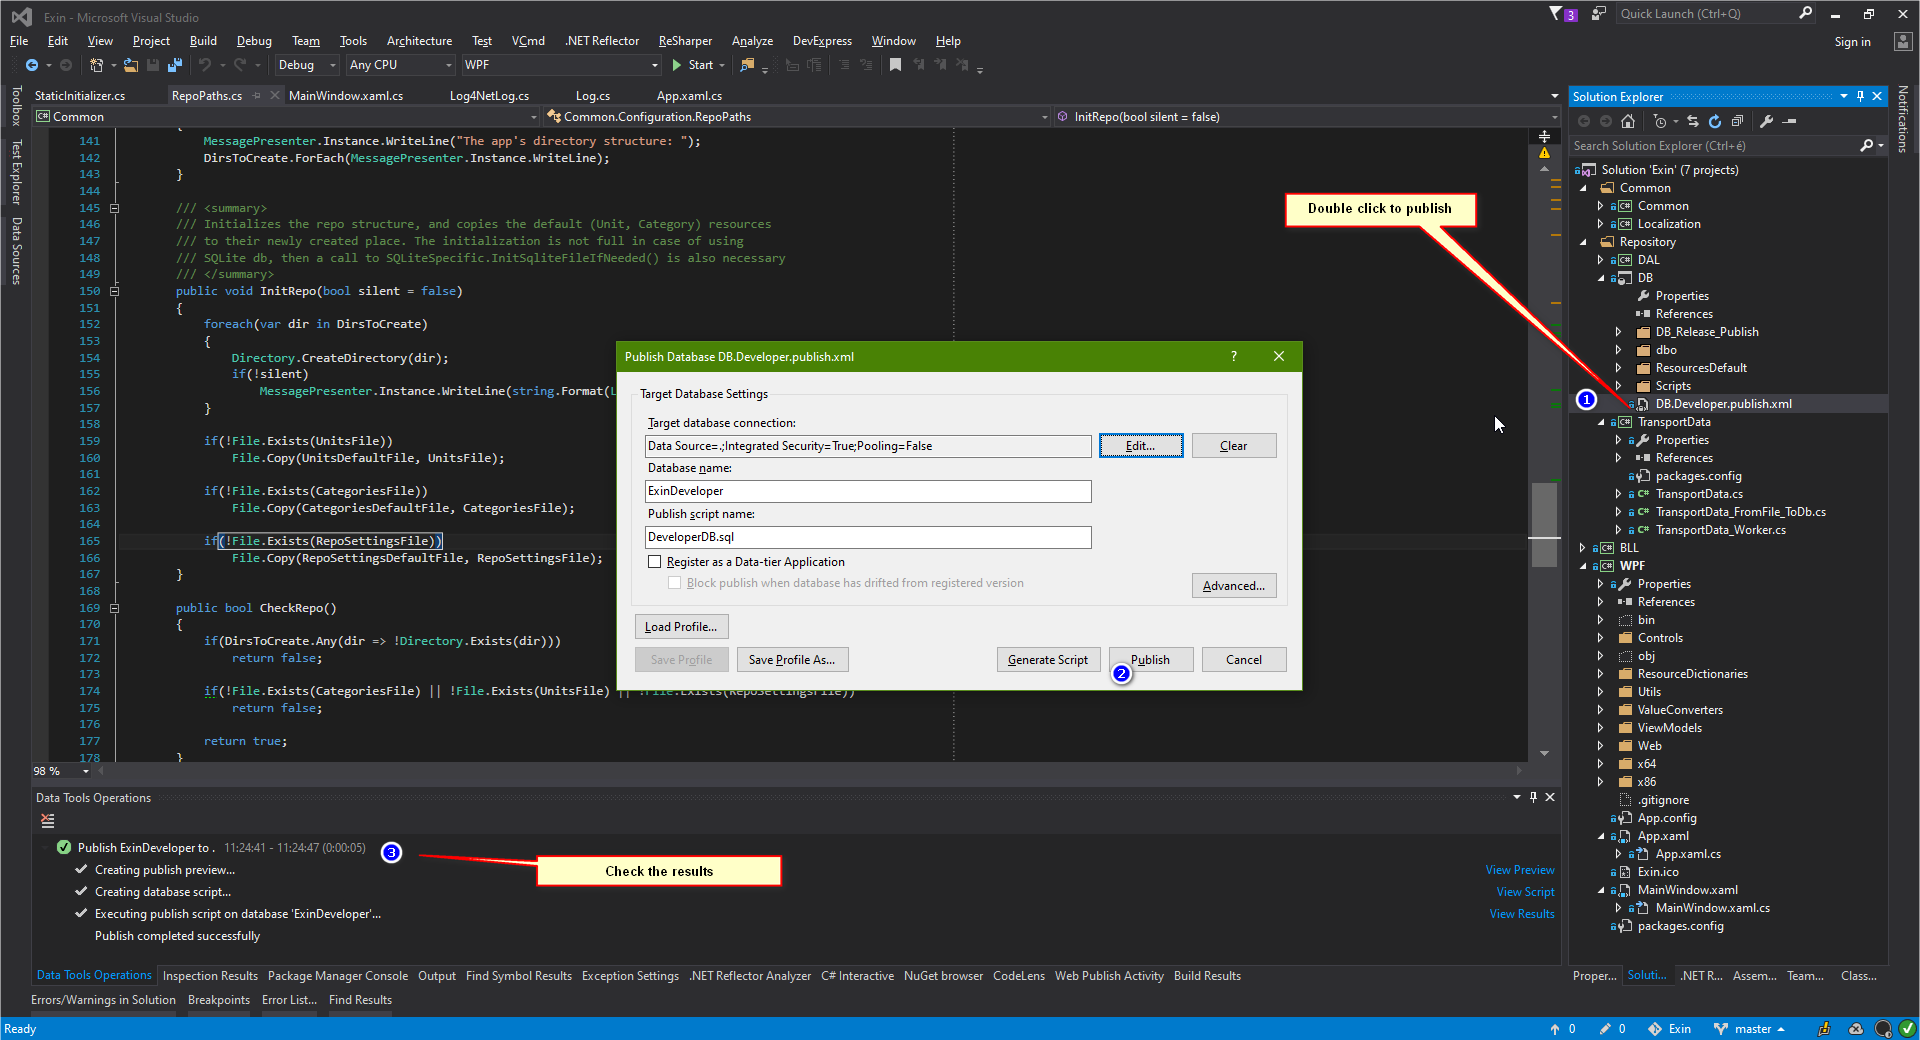 Exin - Microsoft Visual Studio
3
Quick Launch (Ctrl+Q)
File Edit View Project Build Debug Team Tools Architecture Test VCmd .NET Reflector ReSharper Analyze DevExpress Window Help
Sign in
Debug Any CPU WPF Start
Toolbox
Test Explorer
Data Sources
Notifications
StaticInitializer.cs RepoPaths.cs MainWindow.xaml.cs Log4NetLog.cs Log.cs App.xaml.cs
C# Common Common.Configuration.RepoPaths InitRepo(bool silent = false)
141 MessagePresenter.Instance.WriteLine("The app's directory structure: ");
142 DirsToCreate.ForEach(MessagePresenter.Instance.WriteLine);
143 }
144
145 /// <summary>
146 /// Initializes the repo structure, and copies the default (Unit, Category) resources
147 /// to their newly created place. The initialization is not full in case of using
148 /// SQLite db, then a call to SQLiteSpecific.InitSqliteFileIfNeeded() is also necessary
149 /// </summary>
150 public void InitRepo(bool silent = false)
151 {
152 foreach(var dir in DirsToCreate)
153 {
154 Directory.CreateDirectory(dir);
155 if(!silent)
156 MessagePresenter.Instance.WriteLine(string.Format(L
157 }
158
159 if(!File.Exists(UnitsFile))
160 File.Copy(UnitsDefaultFile, UnitsFile);
161
162 if(!File.Exists(CategoriesFile))
163 File.Copy(CategoriesDefaultFile, CategoriesFile);
164
165 if(!File.Exists(RepoSettingsFile))
166 File.Copy(RepoSettingsDefaultFile, RepoSettingsFile);
167 }
168
169 public bool CheckRepo()
170 {
171 if(DirsToCreate.Any(dir => !Directory.Exists(dir)))
172 return false;
173
174 if(!File.Exists(CategoriesFile) || !File.Exists(UnitsFile) || !File.Exists(RepoSettingsFile))
175 return false;
176
177 return true;
178 }
98 %
Publish Database DB.Developer.publish.xml
?
Target Database Settings
Target database connection:
Data Source=.;Integrated Security=True;Pooling=False
Edit... Clear
Database name:
ExinDeveloper
Publish script name:
DeveloperDB.sql
Register as a Data-tier Application
Block publish when database has drifted from registered version
Advanced...
Load Profile...
Save Profile Save Profile As... Generate Script Publish Cancel
2
Double click to publish
1
Data Tools Operations
Publish ExinDeveloper to . 11:24:41 - 11:24:47 (0:00:05)
3
Check the results
Creating publish preview...
View Preview
Creating database script...
View Script
Executing publish script on database 'ExinDeveloper'...
View Results
Publish completed successfully
Data Tools Operations Inspection Results Package Manager Console Output Find Symbol Results Exception Settings .NET Reflector Analyzer C# Interactive NuGet browser CodeLens Web Publish Activity Build Results
Errors/Warnings in Solution Breakpoints Error List... Find Results
Solution Explorer
Search Solution Explorer (Ctrl+é)
Solution 'Exin' (7 projects)
Common
C# Common
C# Localization
Repository
C# DAL
DB
Properties
References
DB_Release_Publish
dbo
ResourcesDefault
Scripts
DB.Developer.publish.xml
C# TransportData
Properties
References
packages.config
C# TransportData.cs
C# TransportData_FromFile_ToDb.cs
C# TransportData_Worker.cs
C# BLL
C# WPF
Properties
References
bin
Controls
obj
ResourceDictionaries
Utils
ValueConverters
ViewModels
Web
x64
x86
.gitignore
App.config
App.xaml
App.xaml.cs
Exin.ico
MainWindow.xaml
MainWindow.xaml.cs
packages.config
Proper... Soluti... .NET R... Assem... Team... Class...
Ready
0 0 Exin master